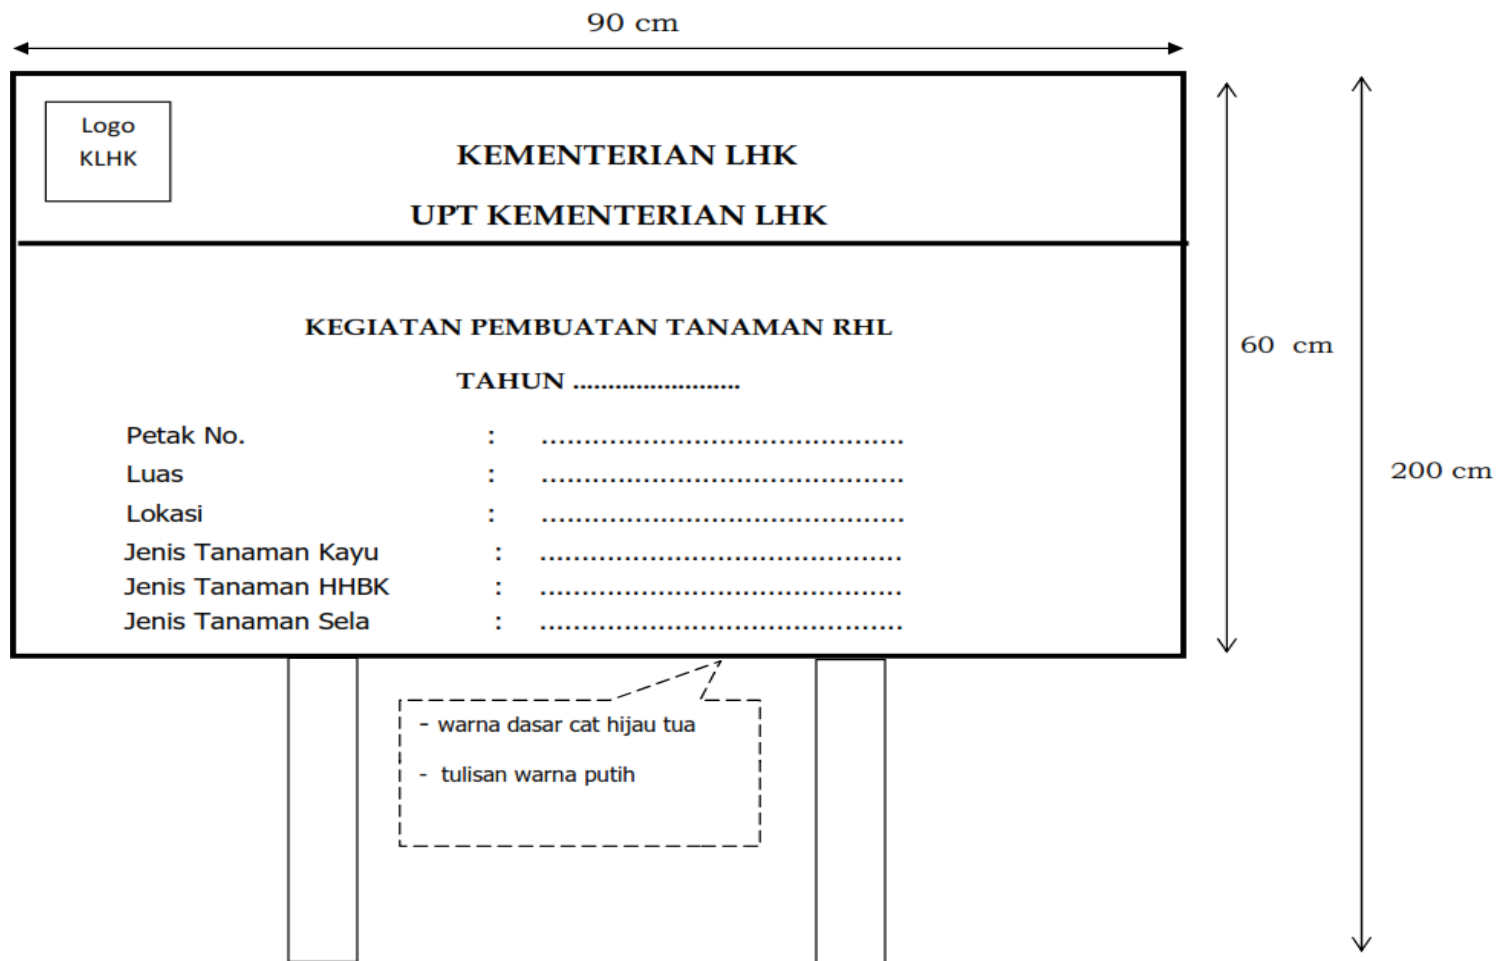 90 cm
Logo
KLHK
KEMENTERIAN LHK
UPT KEMENTERIAN LHK
KEGIATAN PEMBUATAN TANAMAN RHL
TAHUN ........................
60 cm
Petak No. : ...........................................
Luas : ...........................................
200 cm
Lokasi : ...........................................
Jenis Tanaman Kayu : ...........................................
Jenis Tanaman HHBK : ...........................................
Jenis Tanaman Sela : ...........................................
- warna dasar cat hijau tua
- tulisan warna putih